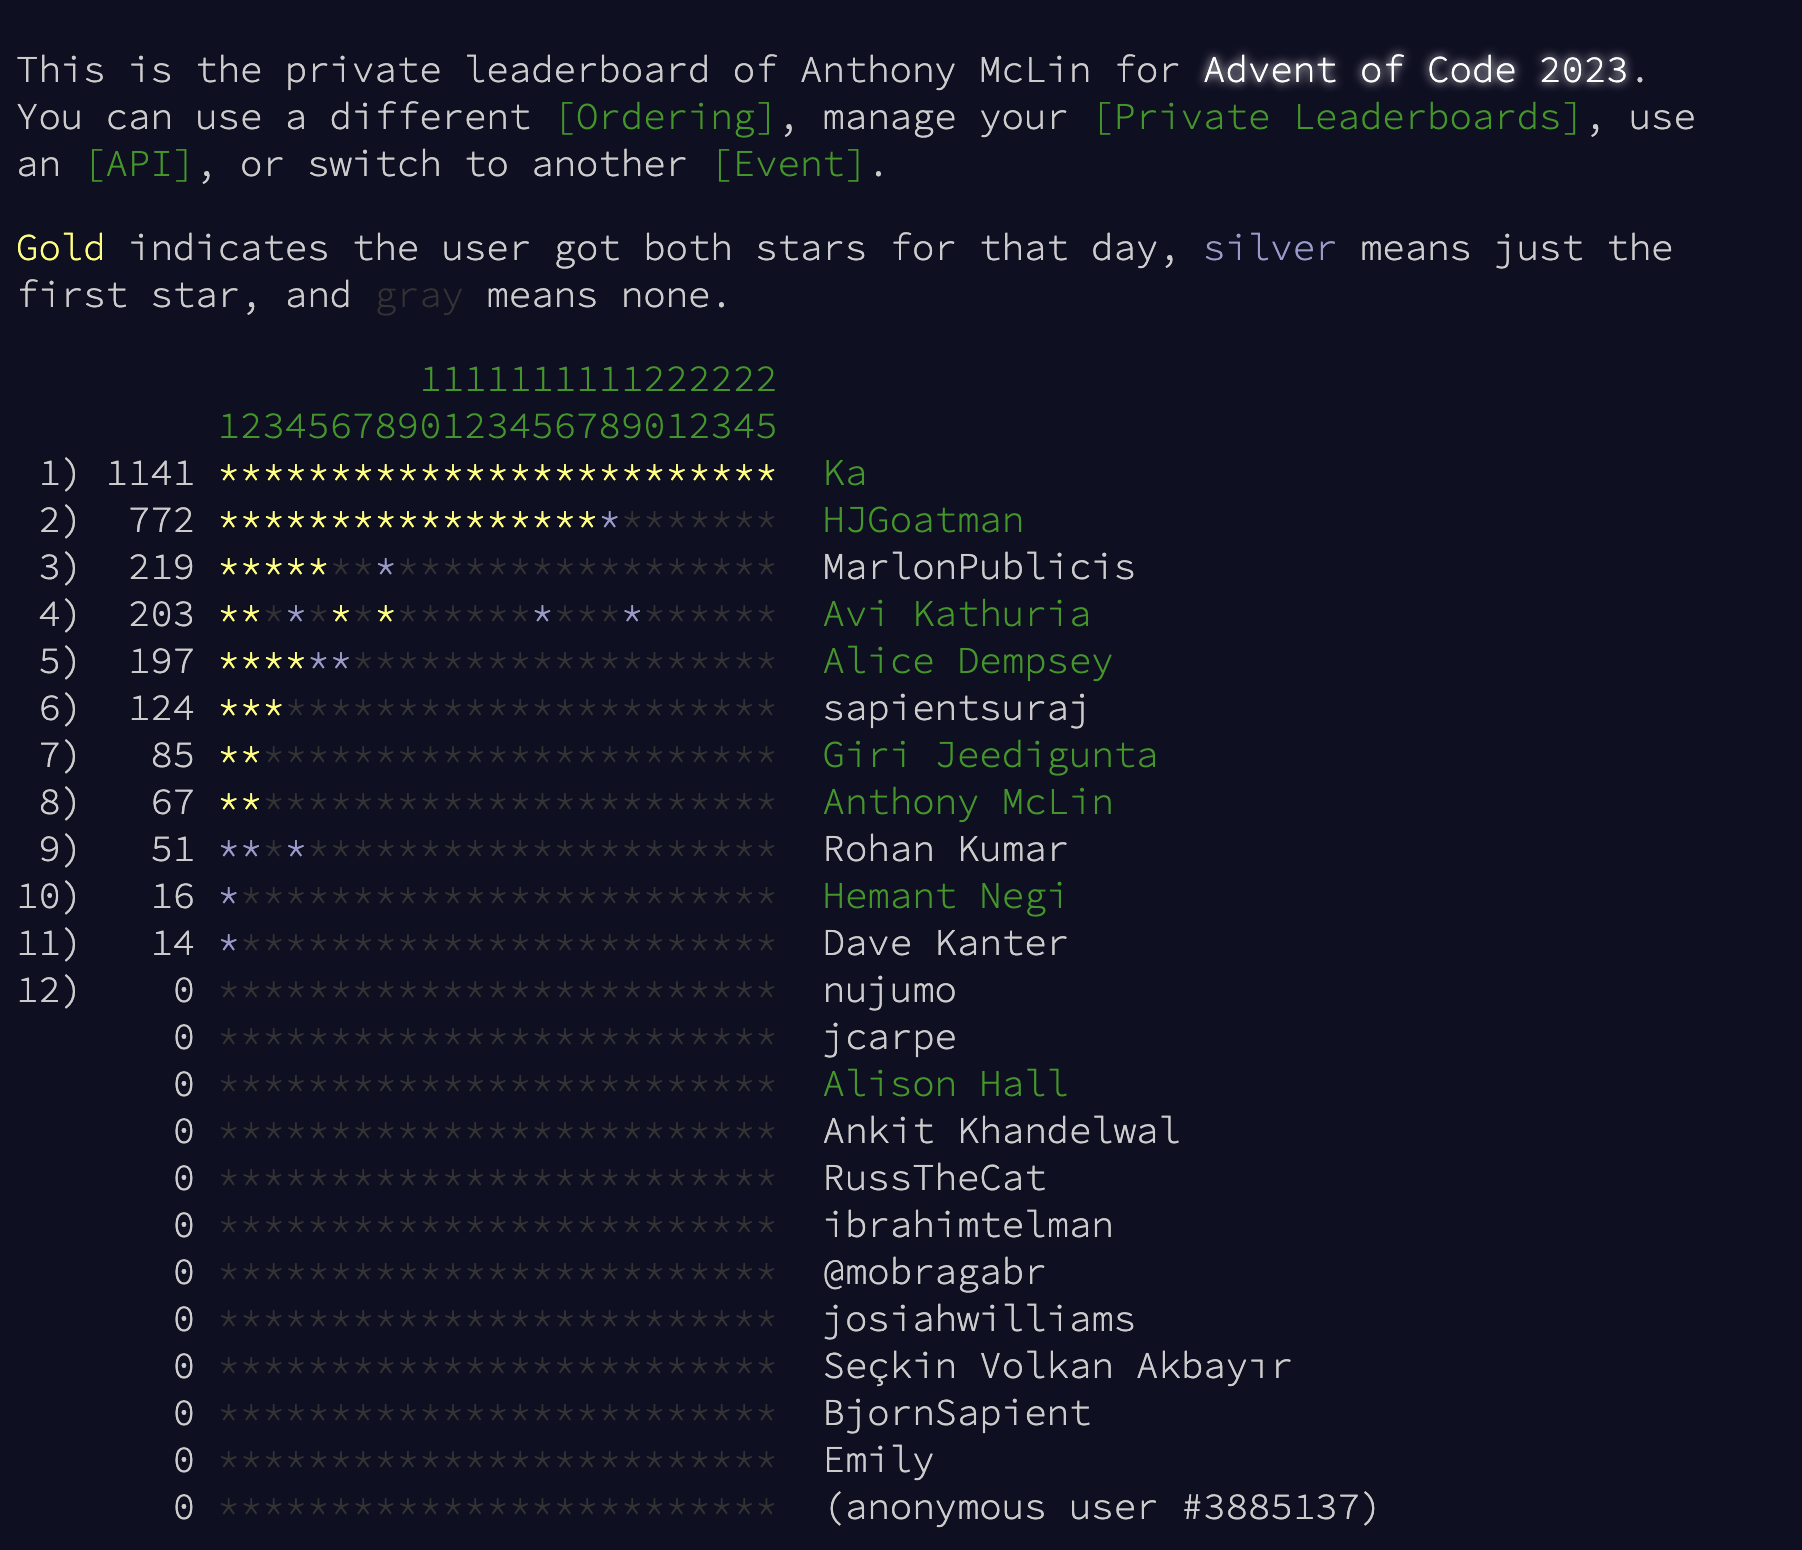 This is the private leaderboard of Anthony McLin for Advent of Code 2023.
You can use a different [Ordering], manage your [Private Leaderboards], use
an [API], or switch to another [Event].
Gold indicates the user got both stars for that day, silver means just the
first star, and gray means none.
1111111111222222
1234567890123456789012345
1) 1141 ************************* Ka
2) 772 ************************* HJGoatman
3) 219 ************************* MarlonPublicis
4) 203 ************************* Avi Kathuria
5) 197 ************************* Alice Dempsey
6) 124 ************************* sapientsuraj
7) 85 ************************* Giri Jeedigunta
8) 67 ************************* Anthony McLin
9) 51 ************************* Rohan Kumar
10) 16 ************************* Hemant Negi
11) 14 ************************* Dave Kanter
12) 0 ************************* nujumo
0 ************************* jcarpe
0 ************************* Alison Hall
0 ************************* Ankit Khandelwal
0 ************************* RussTheCat
0 ************************* ibrahimtelman
0 ************************* @mobragabr
0 ************************* josiahwilliams
0 ************************* Seçkin Volkan Akbayır
0 ************************* BjornSapient
0 ************************* Emily
0 ************************* (anonymous user #3885137)